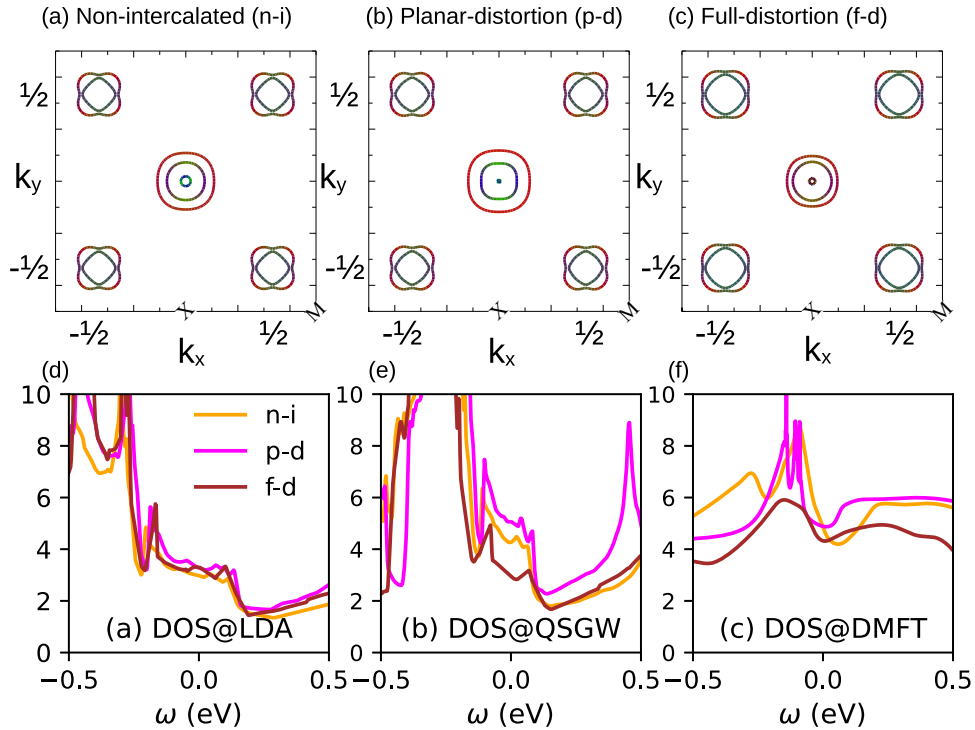 (a) Non-intercalated (n-i)
(b) Planar-distortion (p-d)
(c) Full-distortion (f-d)
½
½
½
k_y
k_y
k_y
-½
-½
-½
X
M
X
M
X
M
-½
½
-½
½
-½
½
k_x
k_x
k_x
(d)
(e)
(f)
10
8
6
4
2
0
n-i
p-d
f-d
(a) DOS@LDA
−0.5
0.0
0.5
ω (eV)
10
8
6
4
2
0
(b) DOS@QSGW
−0.5
0.0
0.5
ω (eV)
10
8
6
4
2
0
(c) DOS@DMFT
−0.5
0.0
0.5
ω (eV)